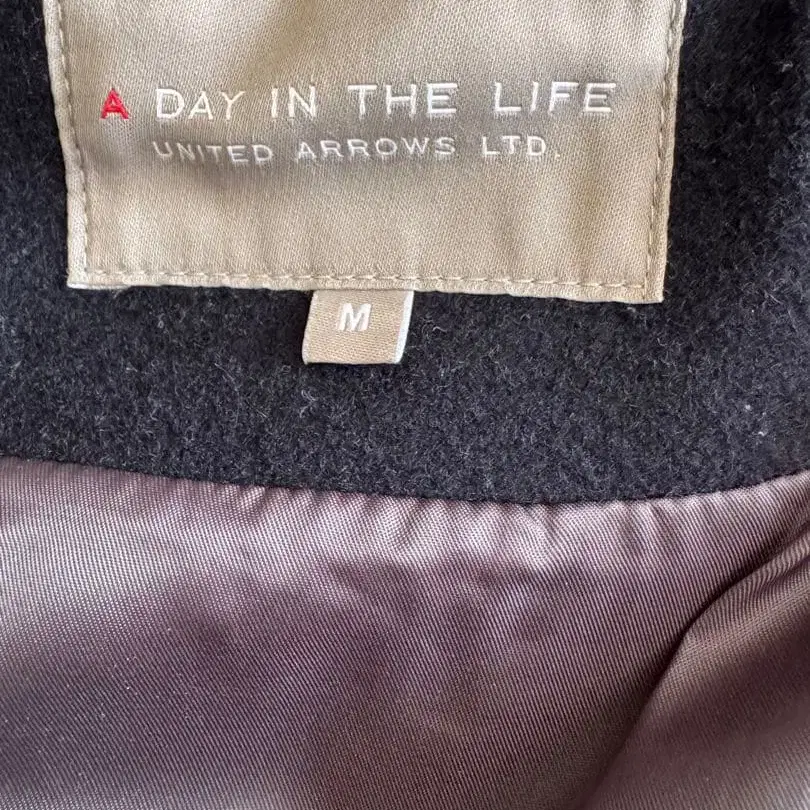 A DAY IN THE LIFE
UNITED ARROWS LTD.
M